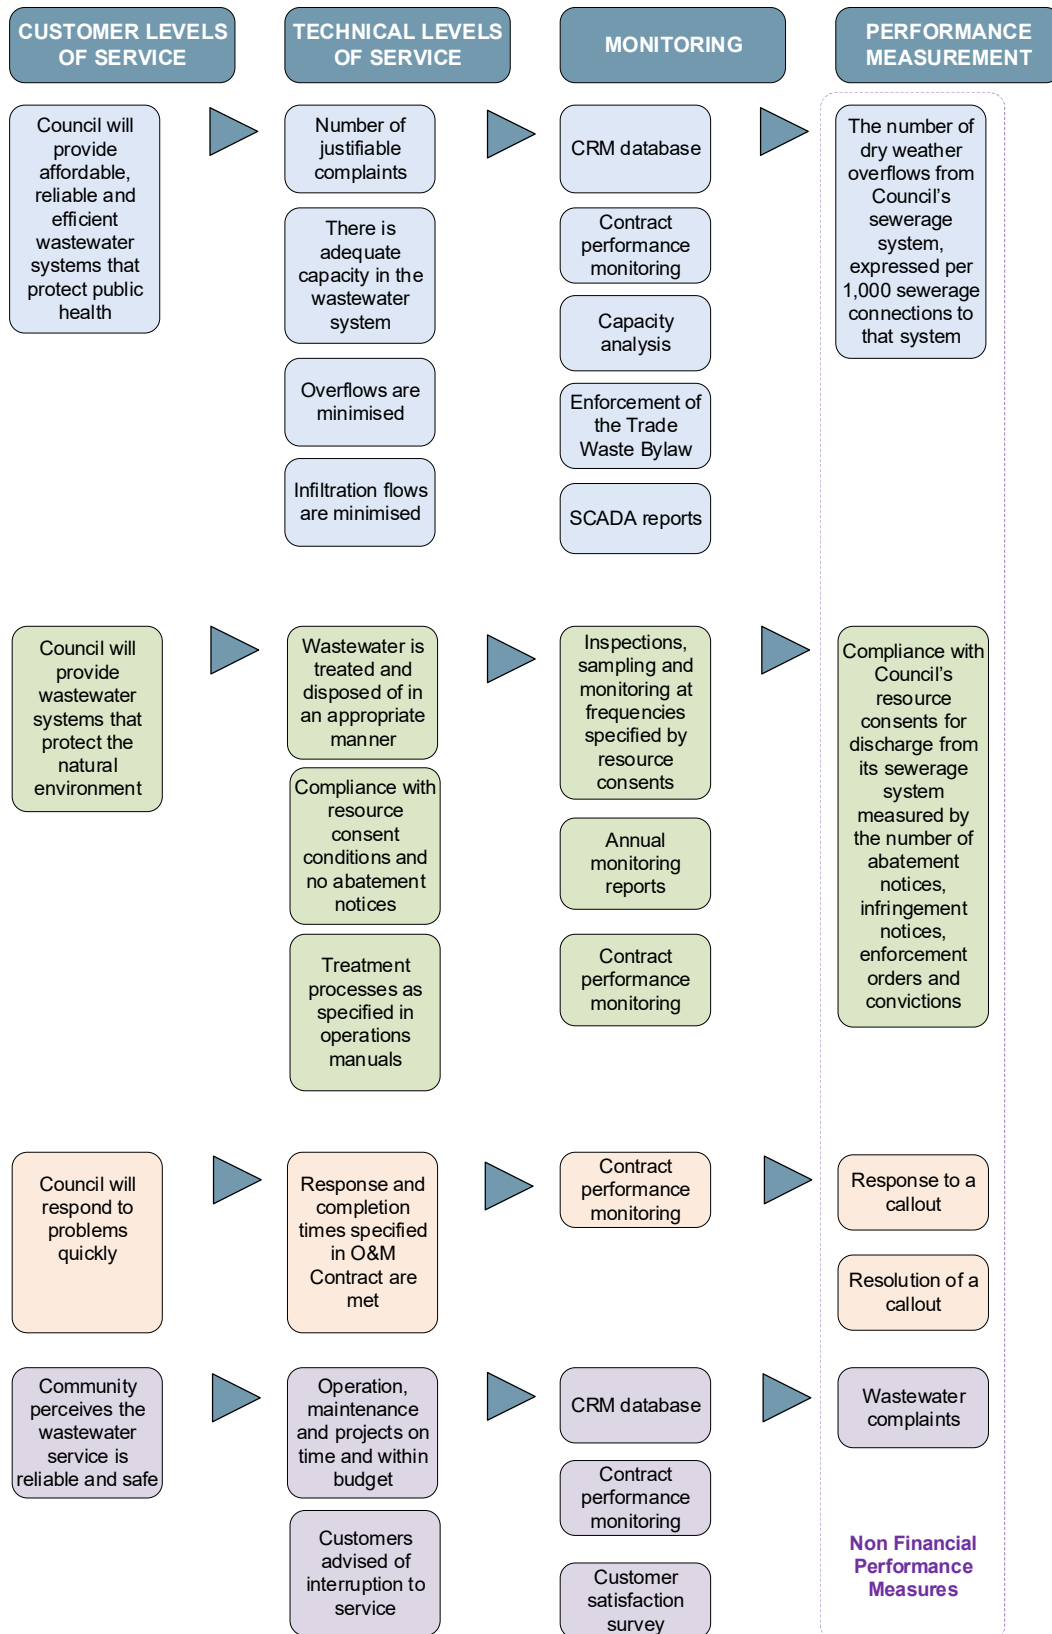 CUSTOMER LEVELS
OF SERVICE
TECHNICAL LEVELS
OF SERVICE
MONITORING
PERFORMANCE
MEASUREMENT
Council will
provide
affordable,
reliable and
efficient
wastewater
systems that
protect public
health
Number of
justifiable
complaints
There is
adequate
capacity in the
wastewater
system
Overflows are
minimised
Infiltration flows
are minimised
CRM database
Contract
performance
monitoring
Capacity
analysis
Enforcement of
the Trade
Waste Bylaw
SCADA reports
The number of
dry weather
overflows from
Council's
sewerage
system,
expressed per
1,000 sewerage
connections to
that system
Council will
provide
wastewater
systems that
protect the
natural
environment
Wastewater is
treated and
disposed of in
an appropriate
manner
Compliance with
resource
consent
conditions and
no abatement
notices
Treatment
processes as
specified in
operations
manuals
Inspections,
sampling and
monitoring at
frequencies
specified by
resource
consents
Annual
monitoring
reports
Contract
performance
monitoring
Compliance with
Council's
resource
consents for
discharge from
its sewerage
system
measured by
the number of
abatement
notices,
infringement
notices,
enforcement
orders and
convictions
Council will
respond to
problems
quickly
Response and
completion
times specified
in O&M
Contract are
met
Contract
performance
monitoring
Response to a
callout
Resolution of a
callout
Community
perceives the
wastewater
service is
reliable and safe
Operation,
maintenance
and projects on
time and within
budget
Customers
advised of
interruption to
service
CRM database
Contract
performance
monitoring
Customer
satisfaction
survey
Wastewater
complaints
Non Financial
Performance
Measures